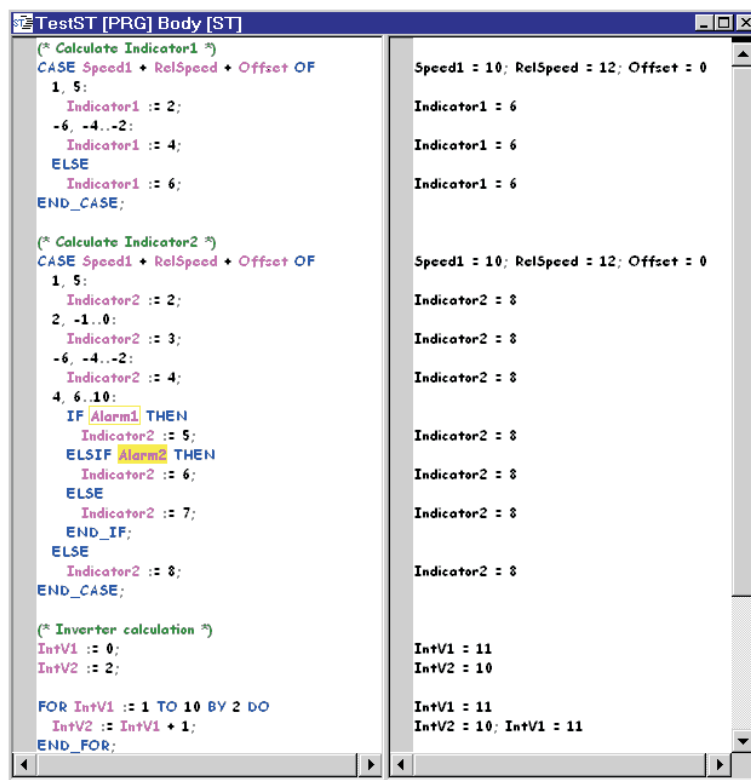 ST TestST [PRG] Body [ST]
(* Calculate Indicator1 *)
CASE Speed1 + RelSpeed + Offset OF Speed1 = 10; RelSpeed = 12; Offset = 0
1, 5:
Indicator1 := 2; Indicator1 = 6
-6, -4..-2:
Indicator1 := 4; Indicator1 = 6
ELSE
Indicator1 := 6; Indicator1 = 6
END_CASE;
(* Calculate Indicator2 *)
CASE Speed1 + RelSpeed + Offset OF Speed1 = 10; RelSpeed = 12; Offset = 0
1, 5:
Indicator2 := 2; Indicator2 = 8
2, -1..0:
Indicator2 := 3; Indicator2 = 8
-6, -4..-2:
Indicator2 := 4; Indicator2 = 8
4, 6..10:
IF Alarm1 THEN
Indicator2 := 5; Indicator2 = 8
ELSIF Alarm2 THEN
Indicator2 := 6; Indicator2 = 8
ELSE
Indicator2 := 7; Indicator2 = 8
END_IF;
ELSE
Indicator2 := 8; Indicator2 = 8
END_CASE;
(* Inverter calculation *)
IntV1 := 0; IntV1 = 11
IntV2 := 2; IntV2 = 10
FOR IntV1 := 1 TO 10 BY 2 DO IntV1 = 11
IntV2 := IntV1 + 1; IntV2 = 10; IntV1 = 11
END_FOR;